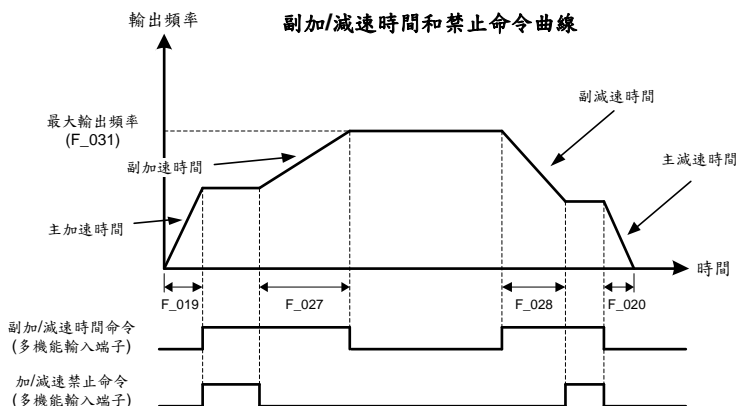 輸出頻率
副加/減速時間和禁止命令曲線
最大輸出頻率
(F_031)
副減速時間
副加速時間
主減速時間
主加速時間
時間
F_019
F_027
F_028
F_020
副加/減速時間命令
(多機能輸入端子)
加/減速禁止命令
(多機能輸入端子)